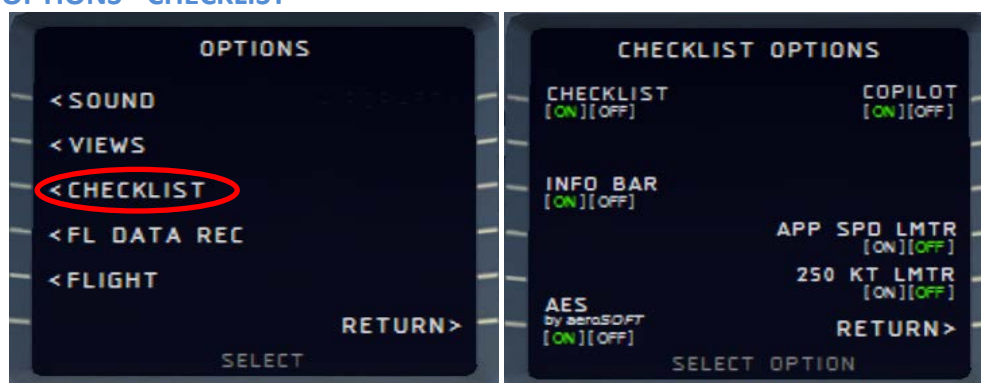 OPTIONS - CHECKLIST
OPTIONS
<SOUND
<VIEWS
<CHECKLIST
<FL DATA REC
<FLIGHT
RETURN>
SELECT
CHECKLIST OPTIONS
CHECKLIST COPILOT
[ON][OFF] [ON][OFF]
INFO BAR
[ON][OFF]
APP SPD LMTR
[ON][OFF]
250 KT LMTR
[ON][OFF]
AES
by aeroSOFT
[ON][OFF]
RETURN>
SELECT OPTION